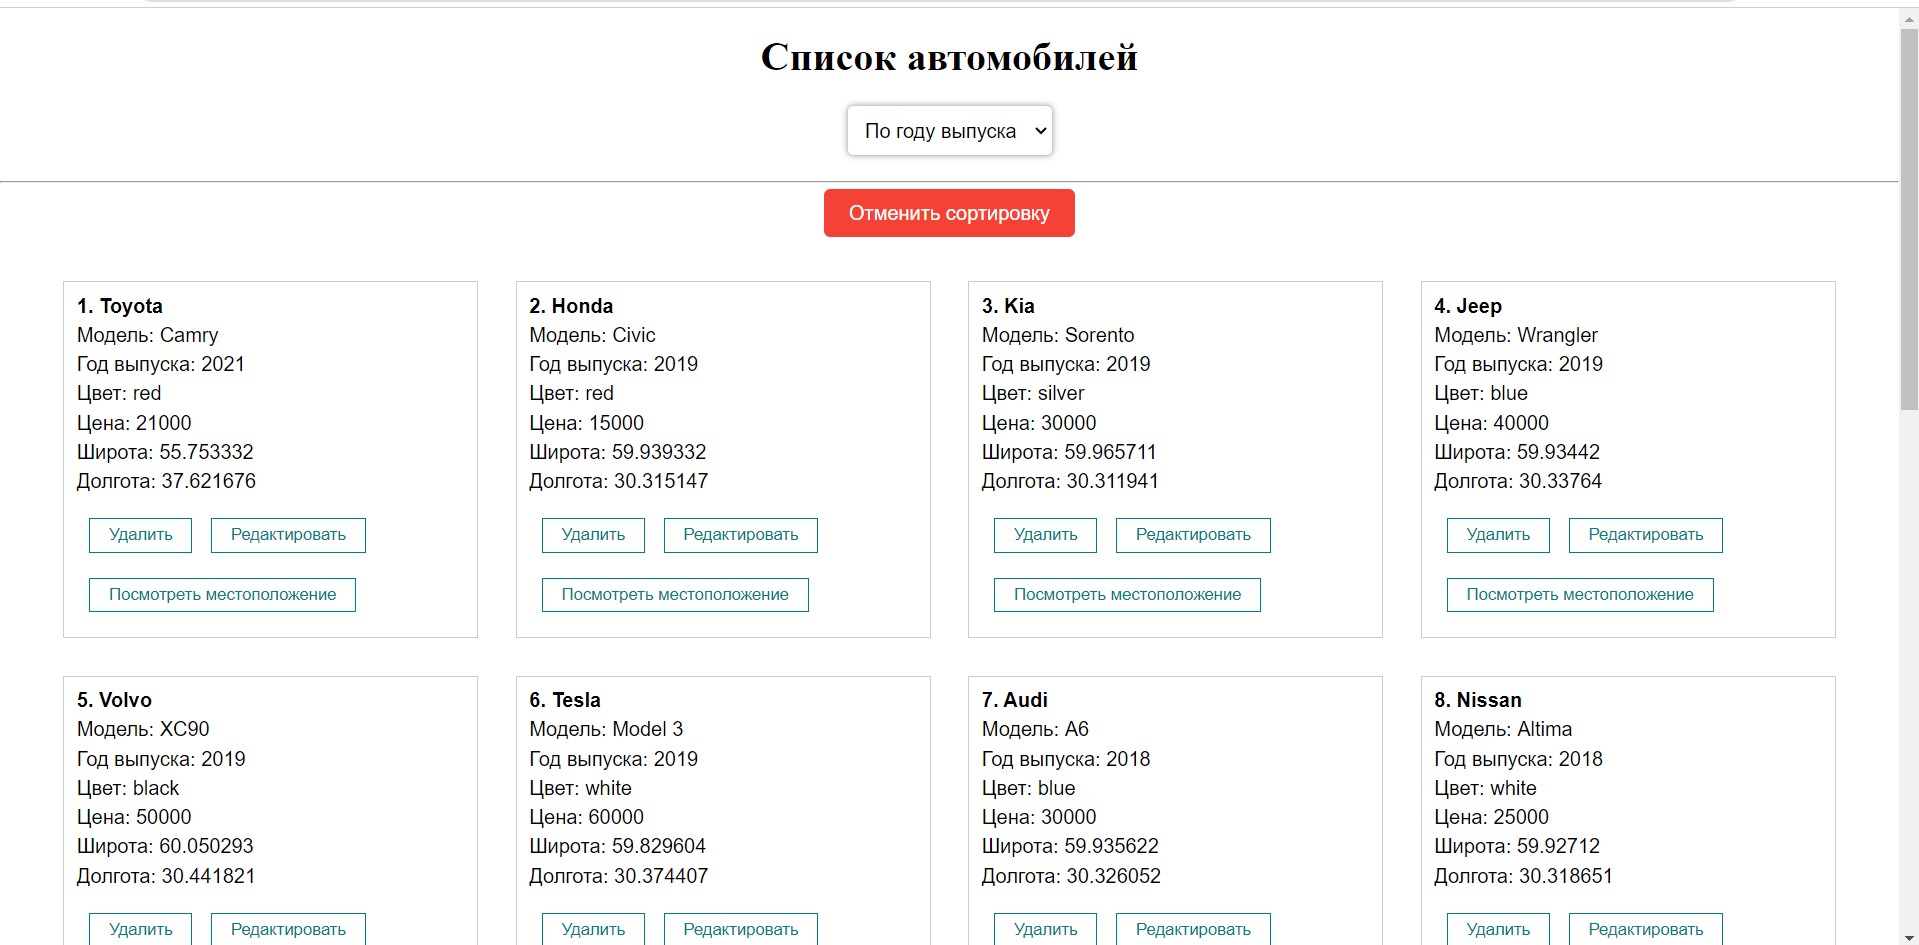 Список автомобилей
По году выпуска
Отменить сортировку
1. Toyota
Модель: Camry
Год выпуска: 2021
Цвет: red
Цена: 21000
Широта: 55.753332
Долгота: 37.621676
Удалить
Редактировать
Посмотреть местоположение
2. Honda
Модель: Civic
Год выпуска: 2019
Цвет: red
Цена: 15000
Широта: 59.939332
Долгота: 30.315147
Удалить
Редактировать
Посмотреть местоположение
3. Kia
Модель: Sorento
Год выпуска: 2019
Цвет: silver
Цена: 30000
Широта: 59.965711
Долгота: 30.311941
Удалить
Редактировать
Посмотреть местоположение
4. Jeep
Модель: Wrangler
Год выпуска: 2019
Цвет: blue
Цена: 40000
Широта: 59.93442
Долгота: 30.33764
Удалить
Редактировать
Посмотреть местоположение
5. Volvo
Модель: XC90
Год выпуска: 2019
Цвет: black
Цена: 50000
Широта: 60.050293
Долгота: 30.441821
Удалить
Редактировать
6. Tesla
Модель: Model 3
Год выпуска: 2019
Цвет: white
Цена: 60000
Широта: 59.829604
Долгота: 30.374407
Удалить
Редактировать
7. Audi
Модель: A6
Год выпуска: 2018
Цвет: blue
Цена: 30000
Широта: 59.935622
Долгота: 30.326052
Удалить
Редактировать
8. Nissan
Модель: Altima
Год выпуска: 2018
Цвет: white
Цена: 25000
Широта: 59.92712
Долгота: 30.318651
Удалить
Редактировать